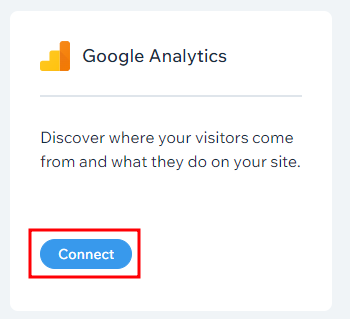 Google Analytics
Discover where your visitors come
from and what they do on your site.
Connect